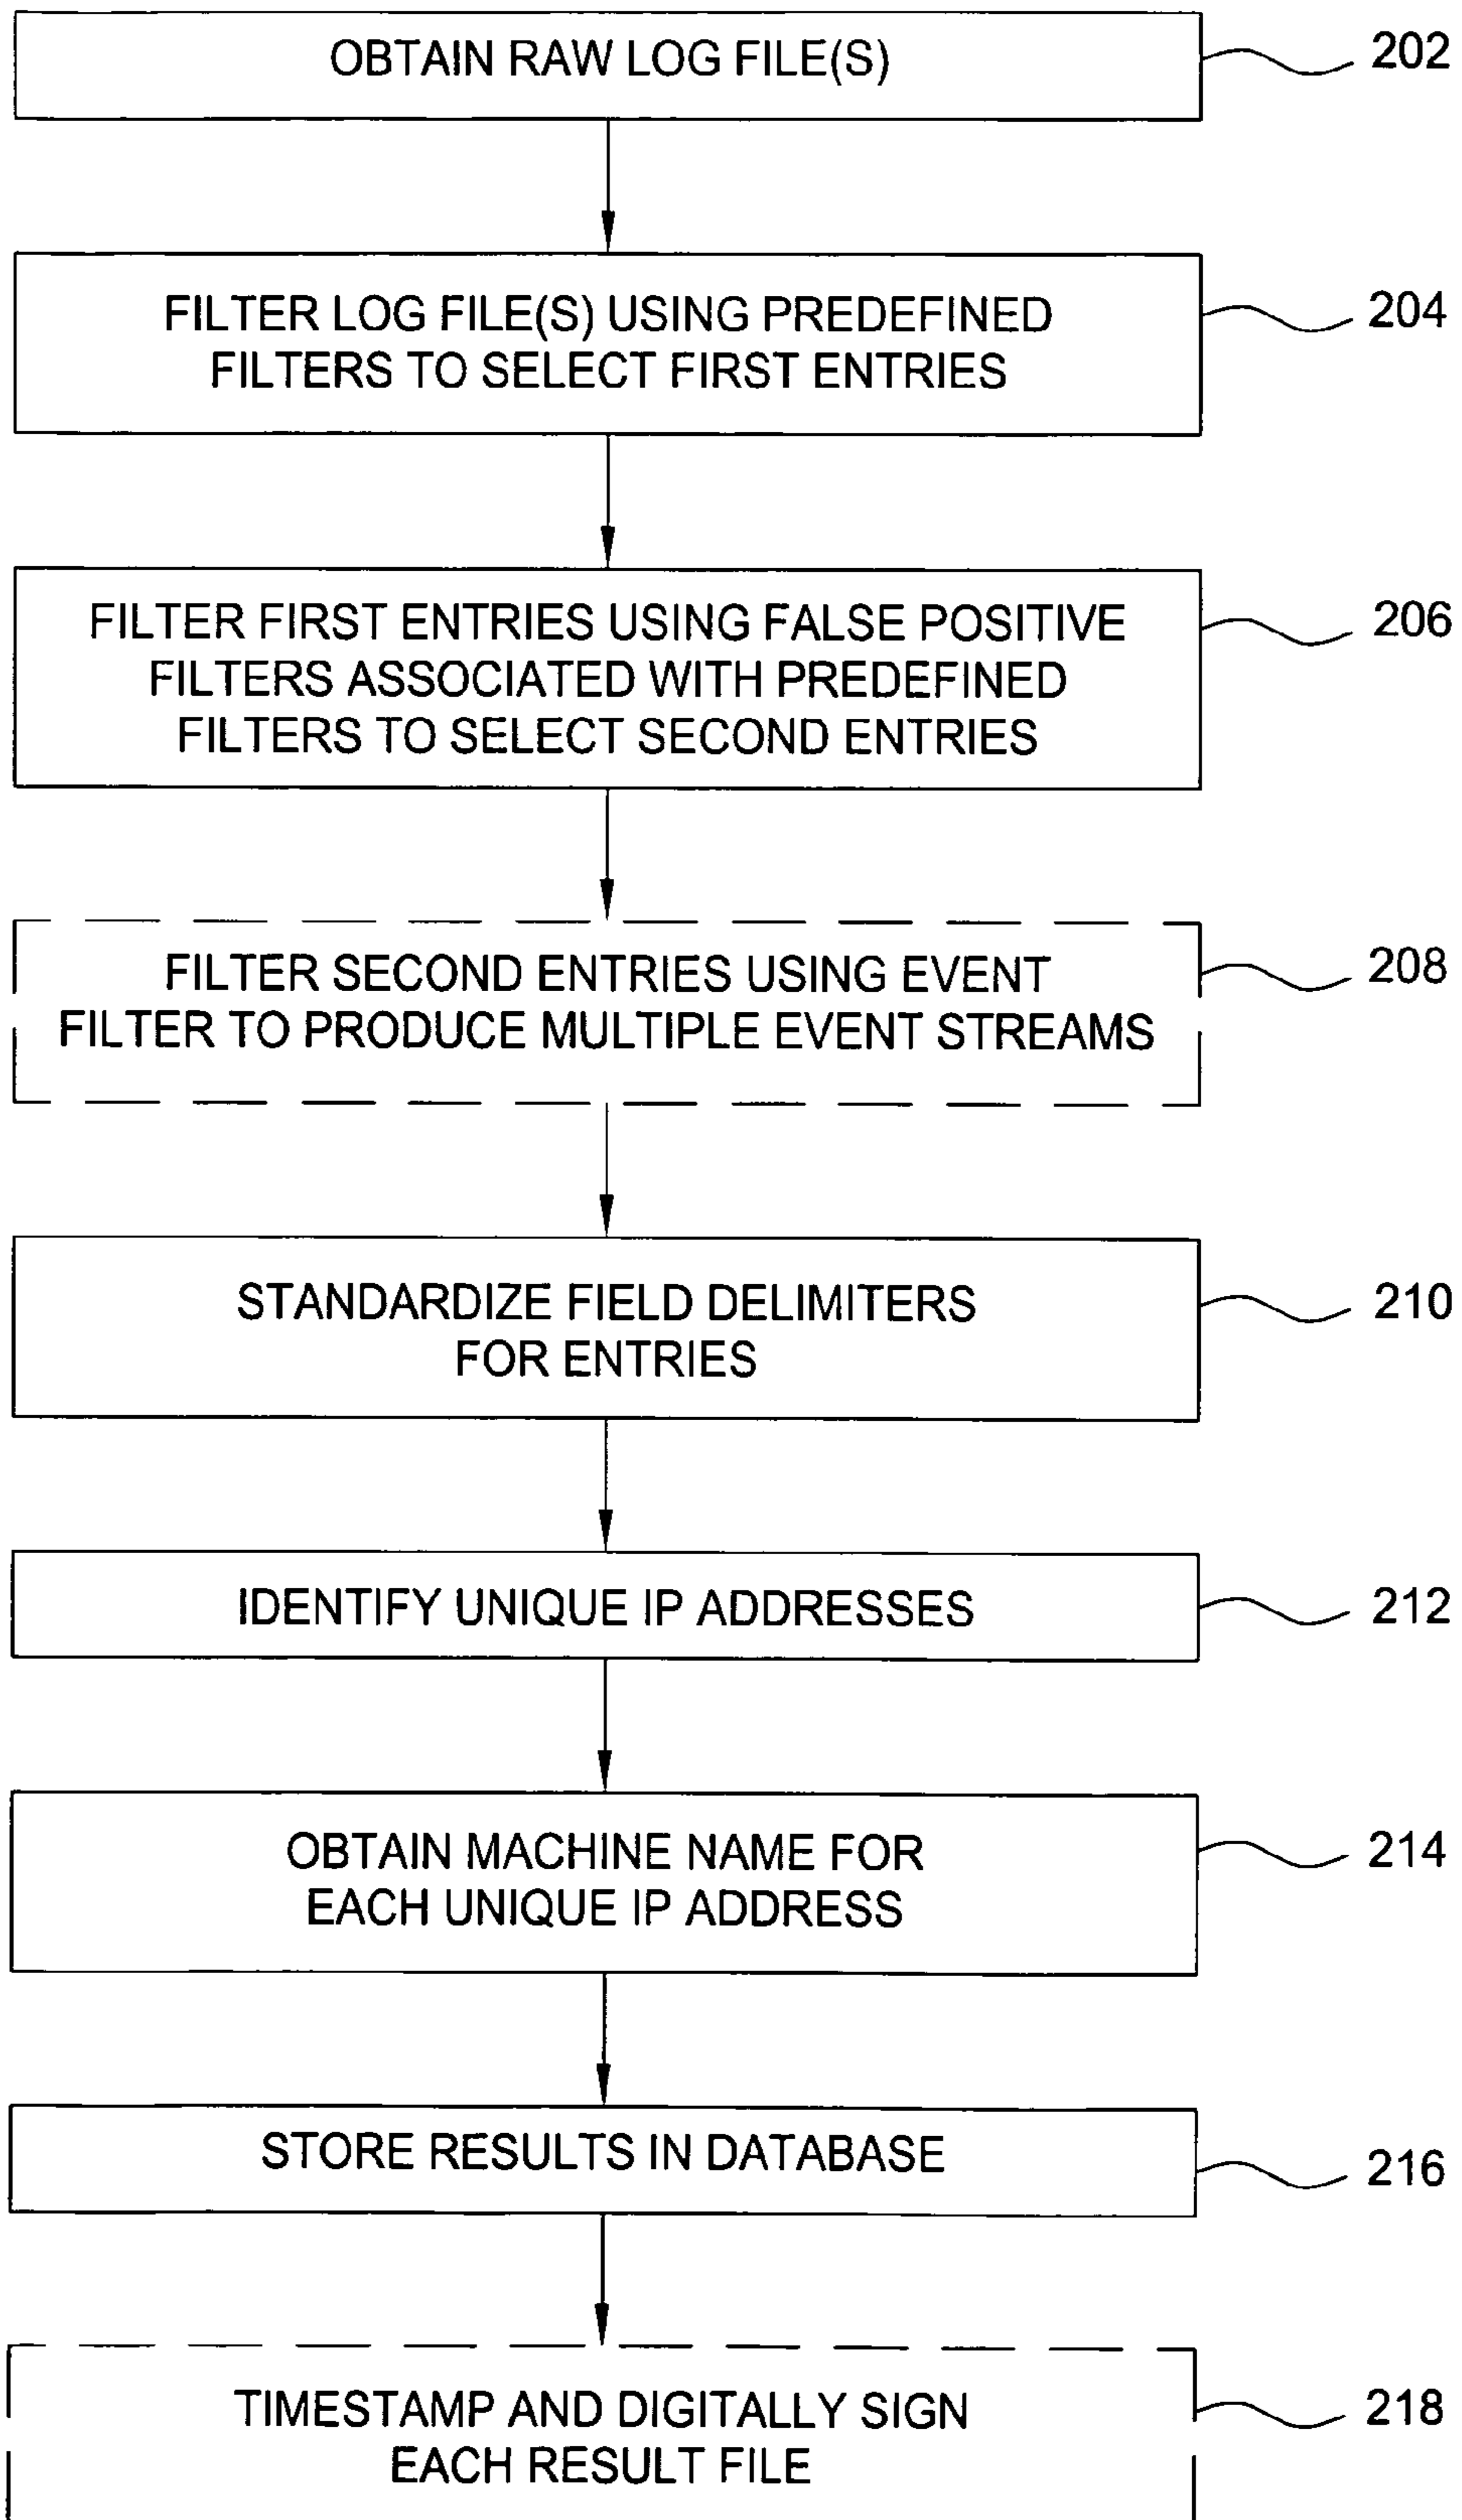 OBTAIN RAW LOG FILE(S)
202
FILTER LOG FILE(S) USING PREDEFINED
FILTERS TO SELECT FIRST ENTRIES
204
FILTER FIRST ENTRIES USING FALSE POSITIVE
FILTERS ASSOCIATED WITH PREDEFINED
FILTERS TO SELECT SECOND ENTRIES
206
FILTER SECOND ENTRIES USING EVENT
FILTER TO PRODUCE MULTIPLE EVENT STREAMS
208
STANDARDIZE FIELD DELIMITERS
FOR ENTRIES
210
IDENTIFY UNIQUE IP ADDRESSES
212
OBTAIN MACHINE NAME FOR
EACH UNIQUE IP ADDRESS
214
STORE RESULTS IN DATABASE
216
TIMESTAMP AND DIGITALLY SIGN
EACH RESULT FILE
218